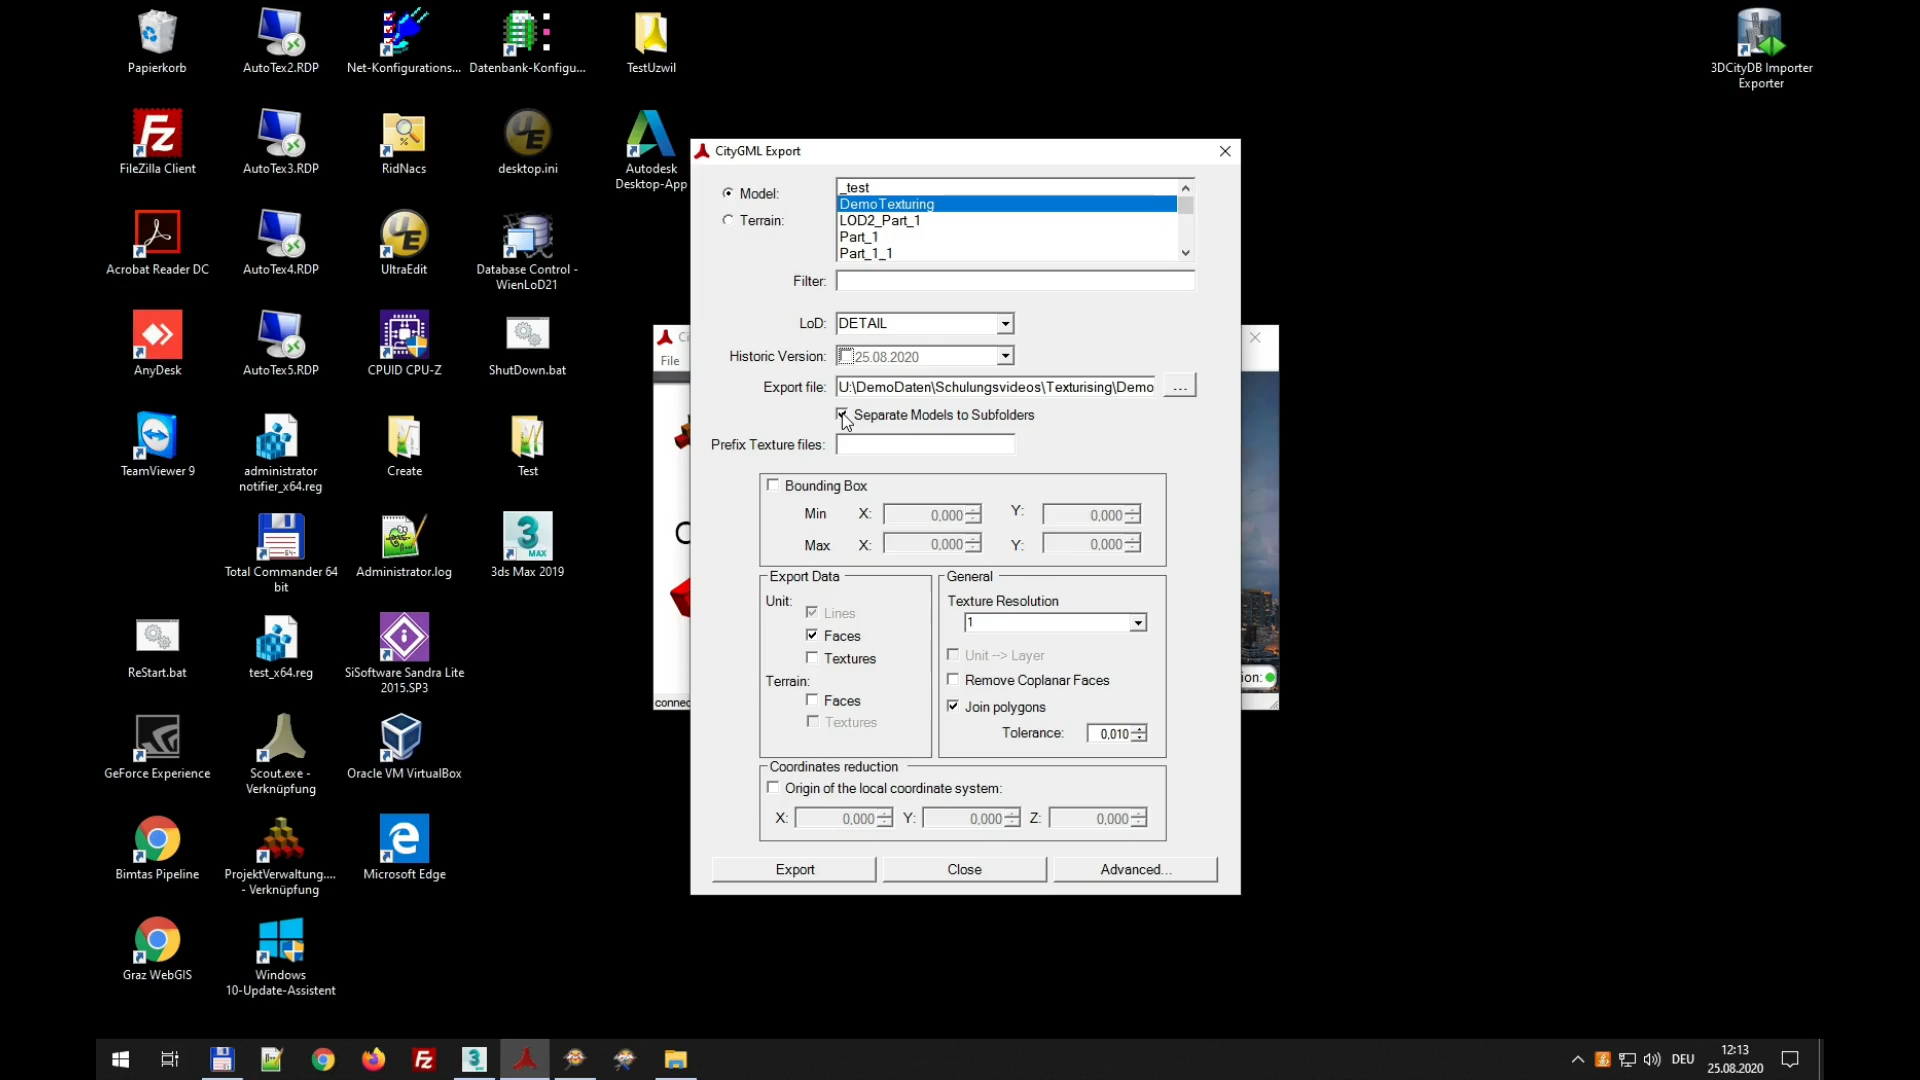 Papierkorb
AutoTex2.RDP
Net-Konfigurations...
Datenbank-Konfigu...
TestUzwil
3DCityDB Importer
Exporter
FileZilla Client
AutoTex3.RDP
RidNacs
desktop.ini
Autodesk
Desktop-App
Acrobat Reader DC
AutoTex4.RDP
UltraEdit
Database Control -
WienLoD21
AnyDesk
AutoTex5.RDP
CPUID CPU-Z
ShutDown.bat
TeamViewer 9
administrator
notifier_x64.reg
Create
Test
Total Commander 64
bit
Administrator.log
3ds Max 2019
ReStart.bat
test_x64.reg
SiSoftware Sandra Lite
2015.SP3
GeForce Experience
Scout.exe -
Verknüpfung
Oracle VM VirtualBox
Bimtas Pipeline
ProjektVerwaltung....
- Verknüpfung
Microsoft Edge
Graz WebGIS
Windows
10-Update-Assistent
File
connec
ion:
CityGML Export
Model:
Terrain:
_test
DemoTexturing
LOD2_Part_1
Part_1
Part_1_1
Filter:
LoD: DETAIL
Historic Version: 25.08.2020
Export file: U:\DemoDaten\Schulungsvideos\Texturising\Demo ...
Separate Models to Subfolders
Prefix Texture files:
Bounding Box
Min X: 0,000 Y: 0,000
Max X: 0,000 Y: 0,000
Export Data
Unit:
Lines
Faces
Textures
Terrain:
Faces
Textures
General
Texture Resolution
1
Unit --> Layer
Remove Coplanar Faces
Join polygons
Tolerance: 0,010
Coordinates reduction
Origin of the local coordinate system:
X: 0,000 Y: 0,000 Z: 0,000
Export Close Advanced...
DEU
12:13
25.08.2020